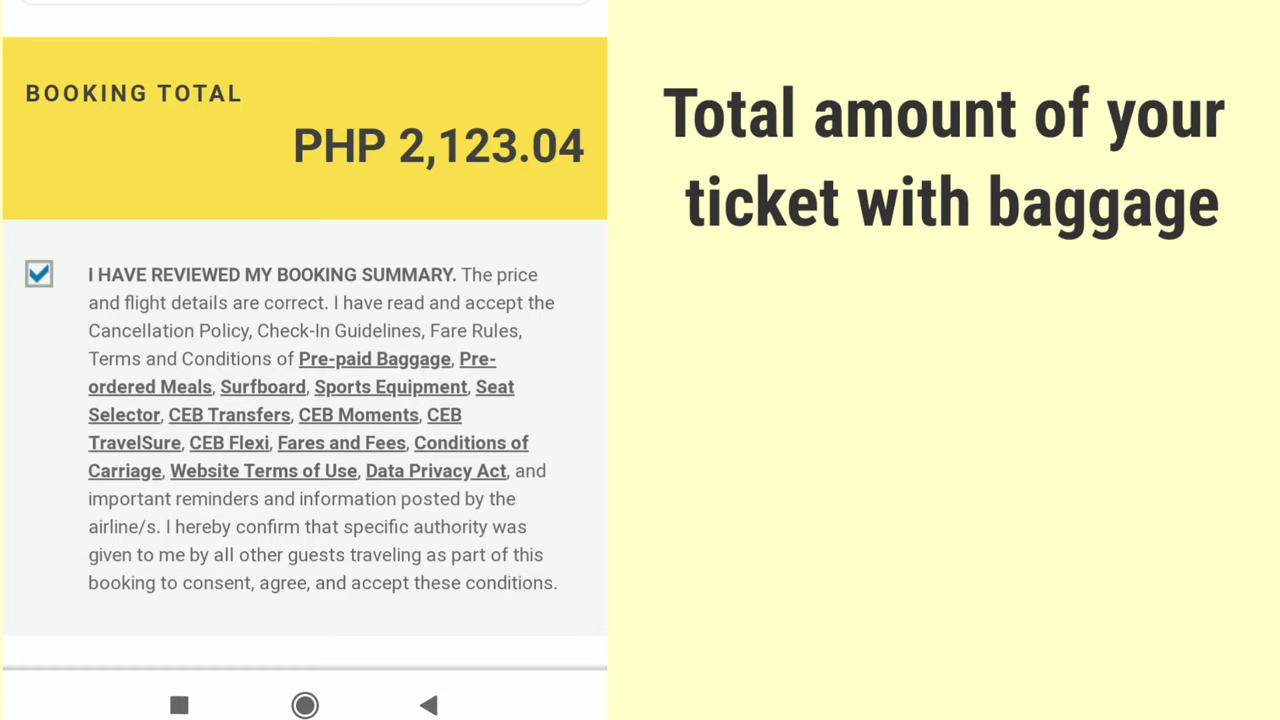 BOOKING TOTAL
PHP 2,123.04
I HAVE REVIEWED MY BOOKING SUMMARY. The price
and flight details are correct. I have read and accept the
Cancellation Policy, Check-In Guidelines, Fare Rules,
Terms and Conditions of Pre-paid Baggage, Pre-
ordered Meals, Surfboard, Sports Equipment, Seat
Selector, CEB Transfers, CEB Moments, CEB
TravelSure, CEB Flexi, Fares and Fees, Conditions of
Carriage, Website Terms of Use, Data Privacy Act, and
important reminders and information posted by the
airline/s. I hereby confirm that specific authority was
given to me by all other guests traveling as part of this
booking to consent, agree, and accept these conditions.
Total amount of your
ticket with baggage